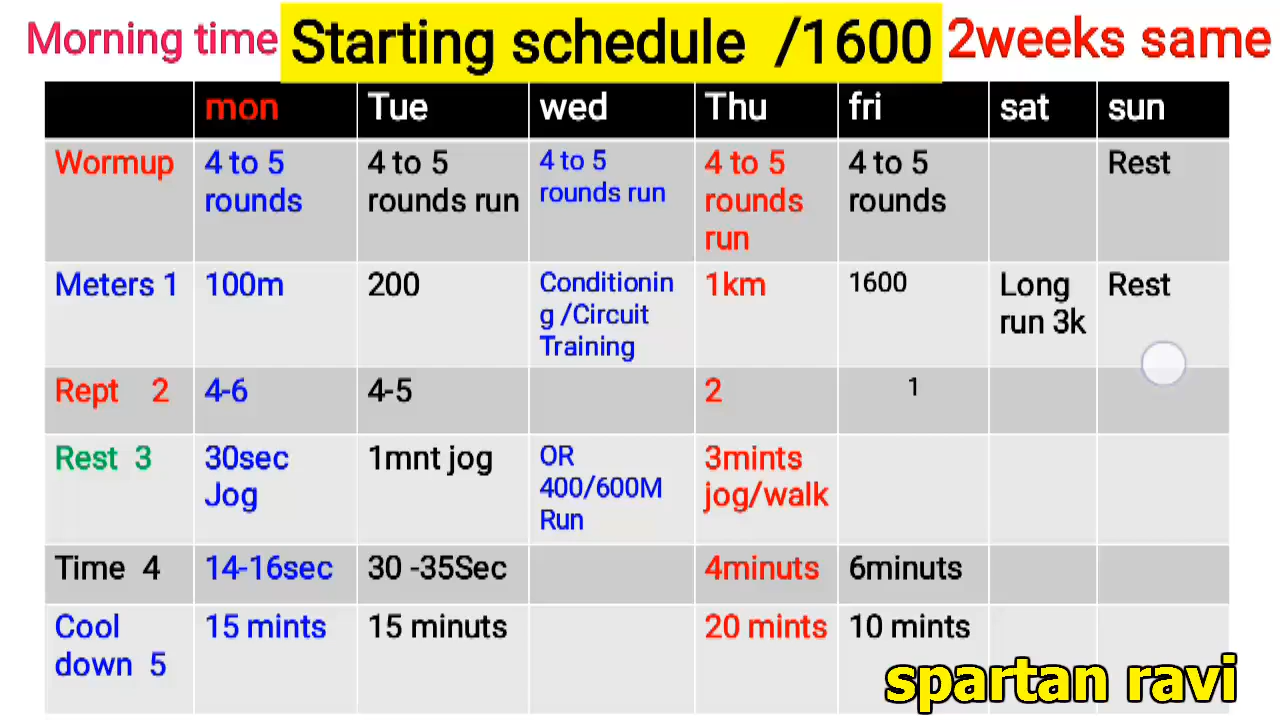 Morning time Starting schedule /1600 2weeks same
mon Tue wed Thu fri sat sun
Wormup 4 to 5 rounds 4 to 5 rounds run 4 to 5 rounds run 4 to 5 rounds run 4 to 5 rounds Rest
Meters 1 100m 200 Conditionin g /Circuit Training 1km 1600 Long run 3k Rest
Rept 2 4-6 4-5 2 1
Rest 3 30sec Jog 1mnt jog OR 400/600M Run 3mints jog/walk
Time 4 14-16sec 30 -35Sec 4minuts 6minuts
Cool down 5 15 mints 15 minuts 20 mints 10 mints
spartan ravi